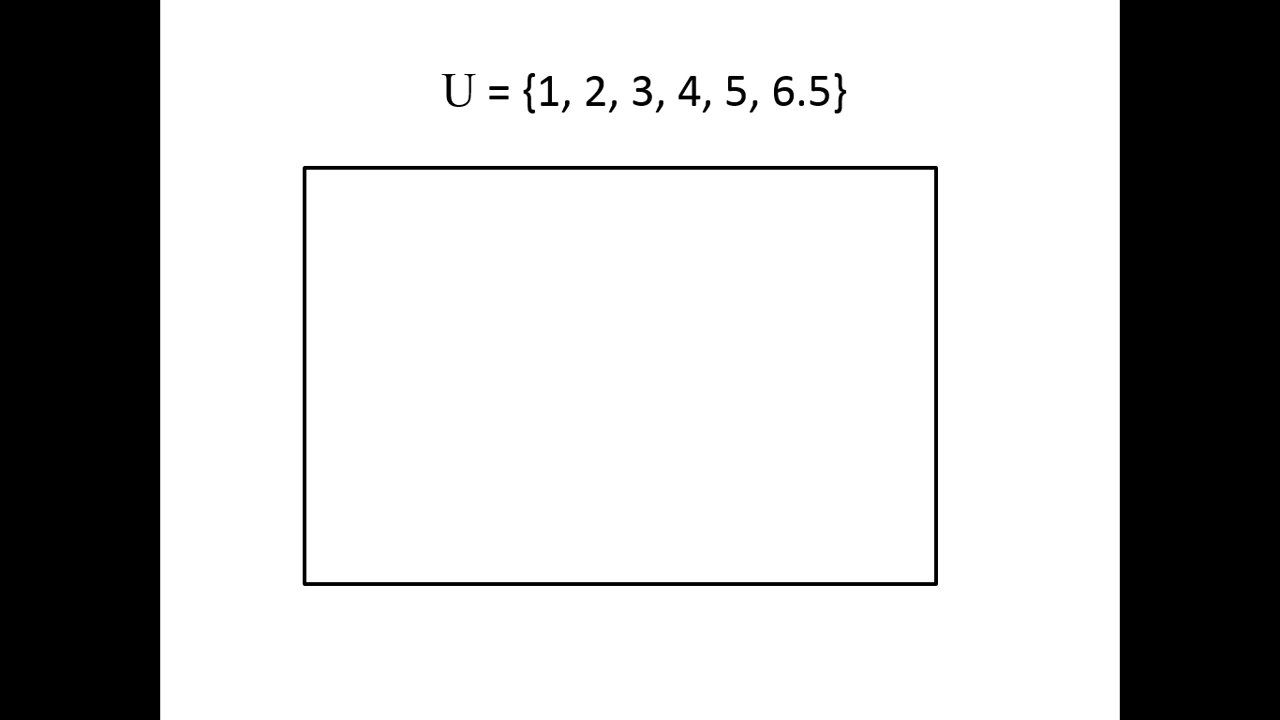 U = {1, 2, 3, 4, 5, 6.5}